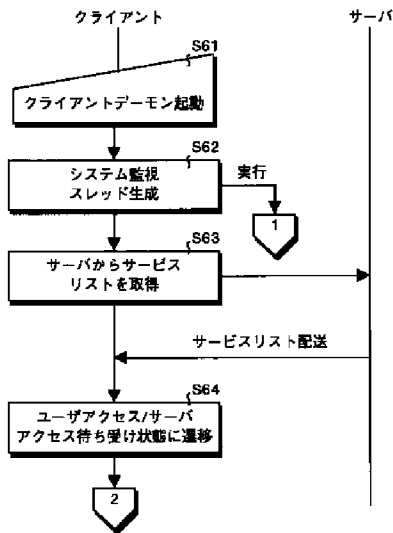 クライアント
サーバ
S61
クライアントデーモン起動
S62
システム監視
スレッド生成
実行
1
S63
サーバからサービス
リストを取得
サービスリスト配送
S64
ユーザアクセス/サーバ
アクセス待ち受け状態に遷移
2